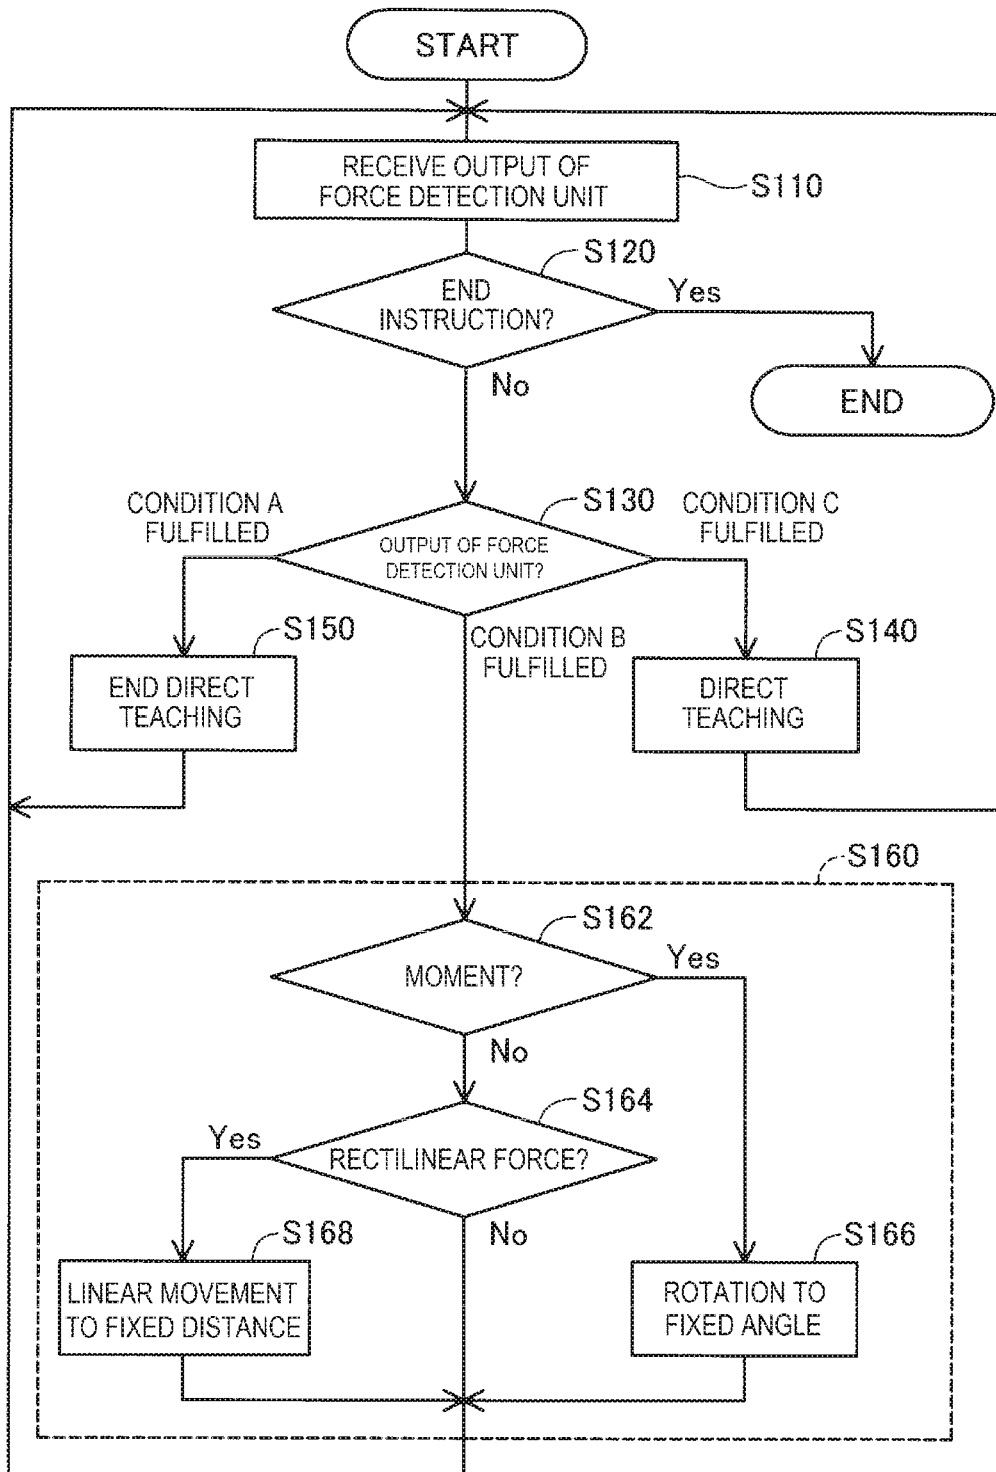 START
RECEIVE OUTPUT OF
FORCE DETECTION UNIT
S110
S120
END
INSTRUCTION?
Yes
No
END
CONDITION A
FULFILLED
S130
CONDITION C
FULFILLED
OUTPUT OF FORCE
DETECTION UNIT?
S150
CONDITION B
FULFILLED
S140
END DIRECT
TEACHING
DIRECT
TEACHING
S160
S162
MOMENT?
Yes
No
S164
Yes
RECTILINEAR FORCE?
No
S168
S166
LINEAR MOVEMENT
TO FIXED DISTANCE
ROTATION TO
FIXED ANGLE